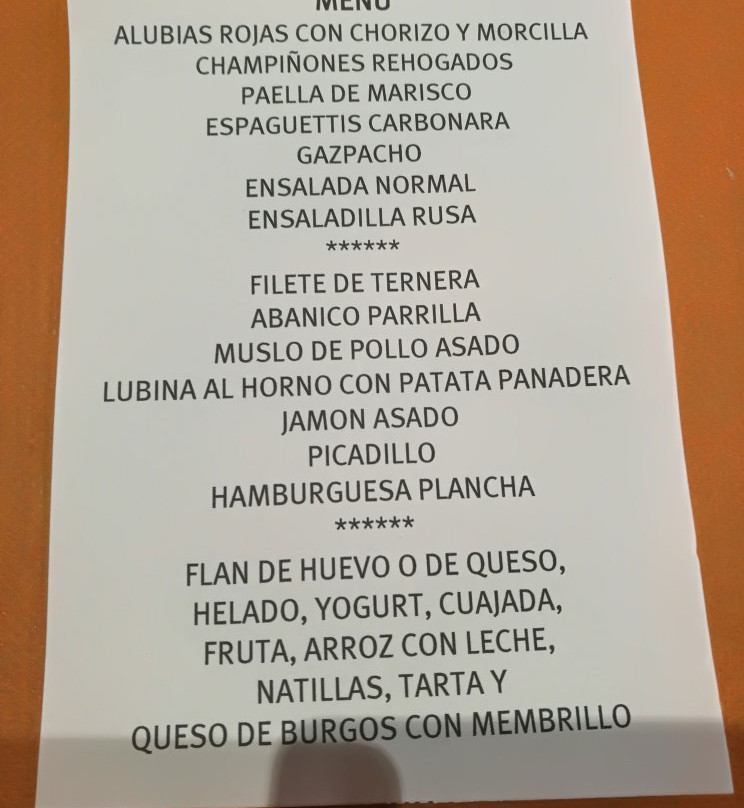 MENÚ
ALUBIAS ROJAS CON CHORIZO Y MORCILLA
CHAMPIÑONES REHOGADOS
PAELLA DE MARISCO
ESPAGUETTIS CARBONARA
GAZPACHO
ENSALADA NORMAL
ENSALADILLA RUSA
******
FILETE DE TERNERA
ABANICO PARRILLA
MUSLO DE POLLO ASADO
LUBINA AL HORNO CON PATATA PANADERA
JAMON ASADO
PICADILLO
HAMBURGUESA PLANCHA
******
FLAN DE HUEVO O DE QUESO,
HELADO, YOGURT, CUAJADA,
FRUTA, ARROZ CON LECHE,
NATILLAS, TARTA Y
QUESO DE BURGOS CON MEMBRILLO